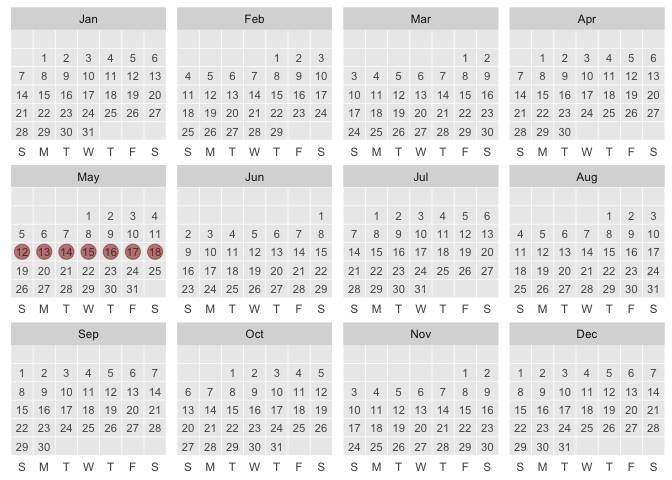 Jan Feb Mar Apr
1 2 3 4 5 6 1 2 3 1 2 1 2 3 4 5 6
7 8 9 10 11 12 13 4 5 6 7 8 9 10 3 4 5 6 7 8 9 7 8 9 10 11 12 13
14 15 16 17 18 19 20 11 12 13 14 15 16 17 10 11 12 13 14 15 16 14 15 16 17 18 19 20
21 22 23 24 25 26 27 18 19 20 21 22 23 24 17 18 19 20 21 22 23 21 22 23 24 25 26 27
28 29 30 31 25 26 27 28 29 24 25 26 27 28 29 30 28 29 30
S M T W T F S S M T W T F S S M T W T F S S M T W T F S
May Jun Jul Aug
1 2 3 4 1 1 2 3 4 5 6 1 2 3
5 6 7 8 9 10 11 2 3 4 5 6 7 8 7 8 9 10 11 12 13 4 5 6 7 8 9 10
12 13 14 15 16 17 18 9 10 11 12 13 14 15 14 15 16 17 18 19 20 11 12 13 14 15 16 17
19 20 21 22 23 24 25 16 17 18 19 20 21 22 21 22 23 24 25 26 27 18 19 20 21 22 23 24
26 27 28 29 30 31 23 24 25 26 27 28 29 28 29 30 31 25 26 27 28 29 30 31
S M T W T F S S M T W T F S S M T W T F S S M T W T F S
Sep Oct Nov Dec
1 2 3 4 5 6 7 1 2 3 4 5 1 2 1 2 3 4 5 6 7
8 9 10 11 12 13 14 6 7 8 9 10 11 12 3 4 5 6 7 8 9 8 9 10 11 12 13 14
15 16 17 18 19 20 21 13 14 15 16 17 18 19 10 11 12 13 14 15 16 15 16 17 18 19 20 21
22 23 24 25 26 27 28 20 21 22 23 24 25 26 17 18 19 20 21 22 23 22 23 24 25 26 27 28
29 30 27 28 29 30 31 24 25 26 27 28 29 30 29 30 31
S M T W T F S S M T W T F S S M T W T F S S M T W T F S